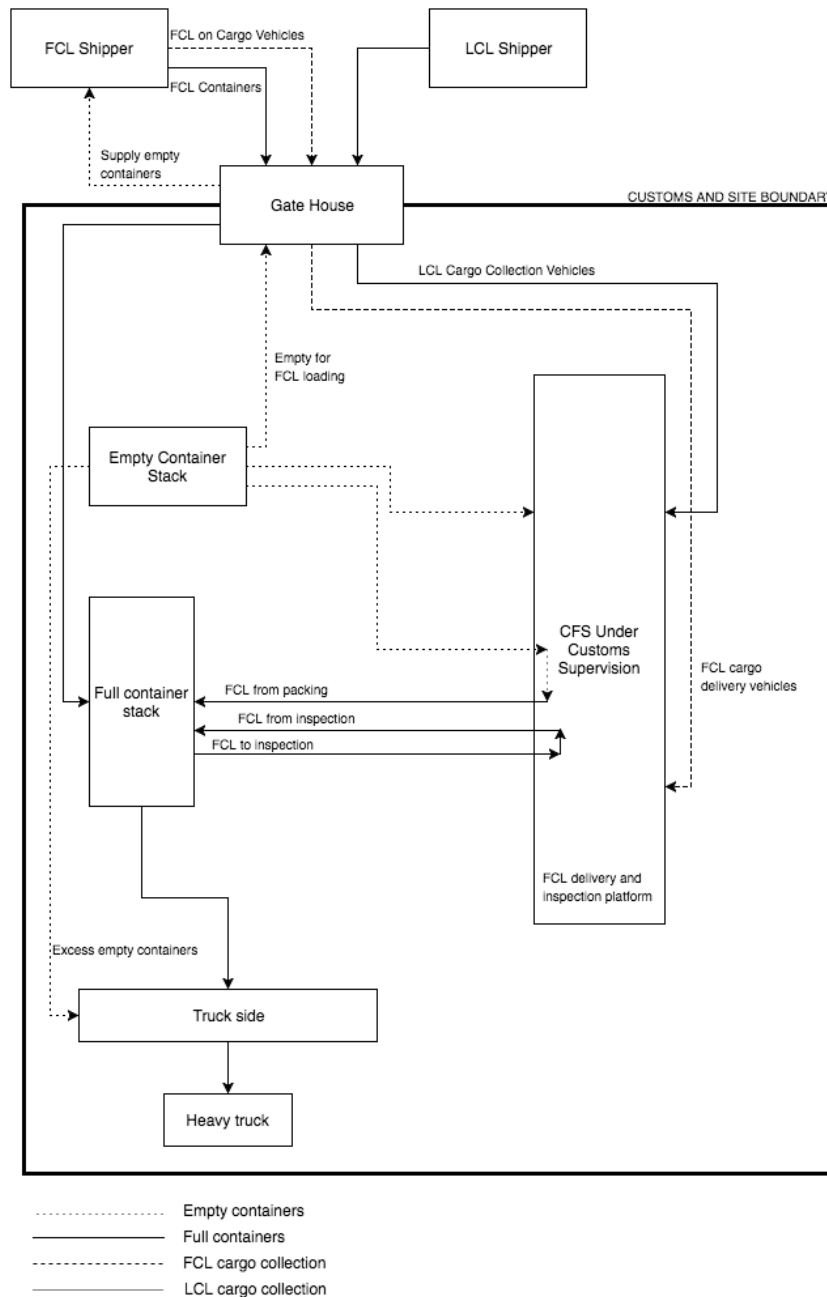 FCL Shipper
FCL on Cargo Vehicles
FCL Containers
LCL Shipper
Supply empty
containers
Gate House
CUSTOMS AND SITE BOUNDARY
LCL Cargo Collection Vehicles
Empty for
FCL loading
Empty Container
Stack
CFS Under
Customs
Supervision
FCL cargo
delivery vehicles
Full container
stack
FCL from packing
FCL from inspection
FCL to inspection
FCL delivery and
inspection platform
Excess empty containers
Truck side
Heavy truck
Empty containers
Full containers
FCL cargo collection
LCL cargo collection